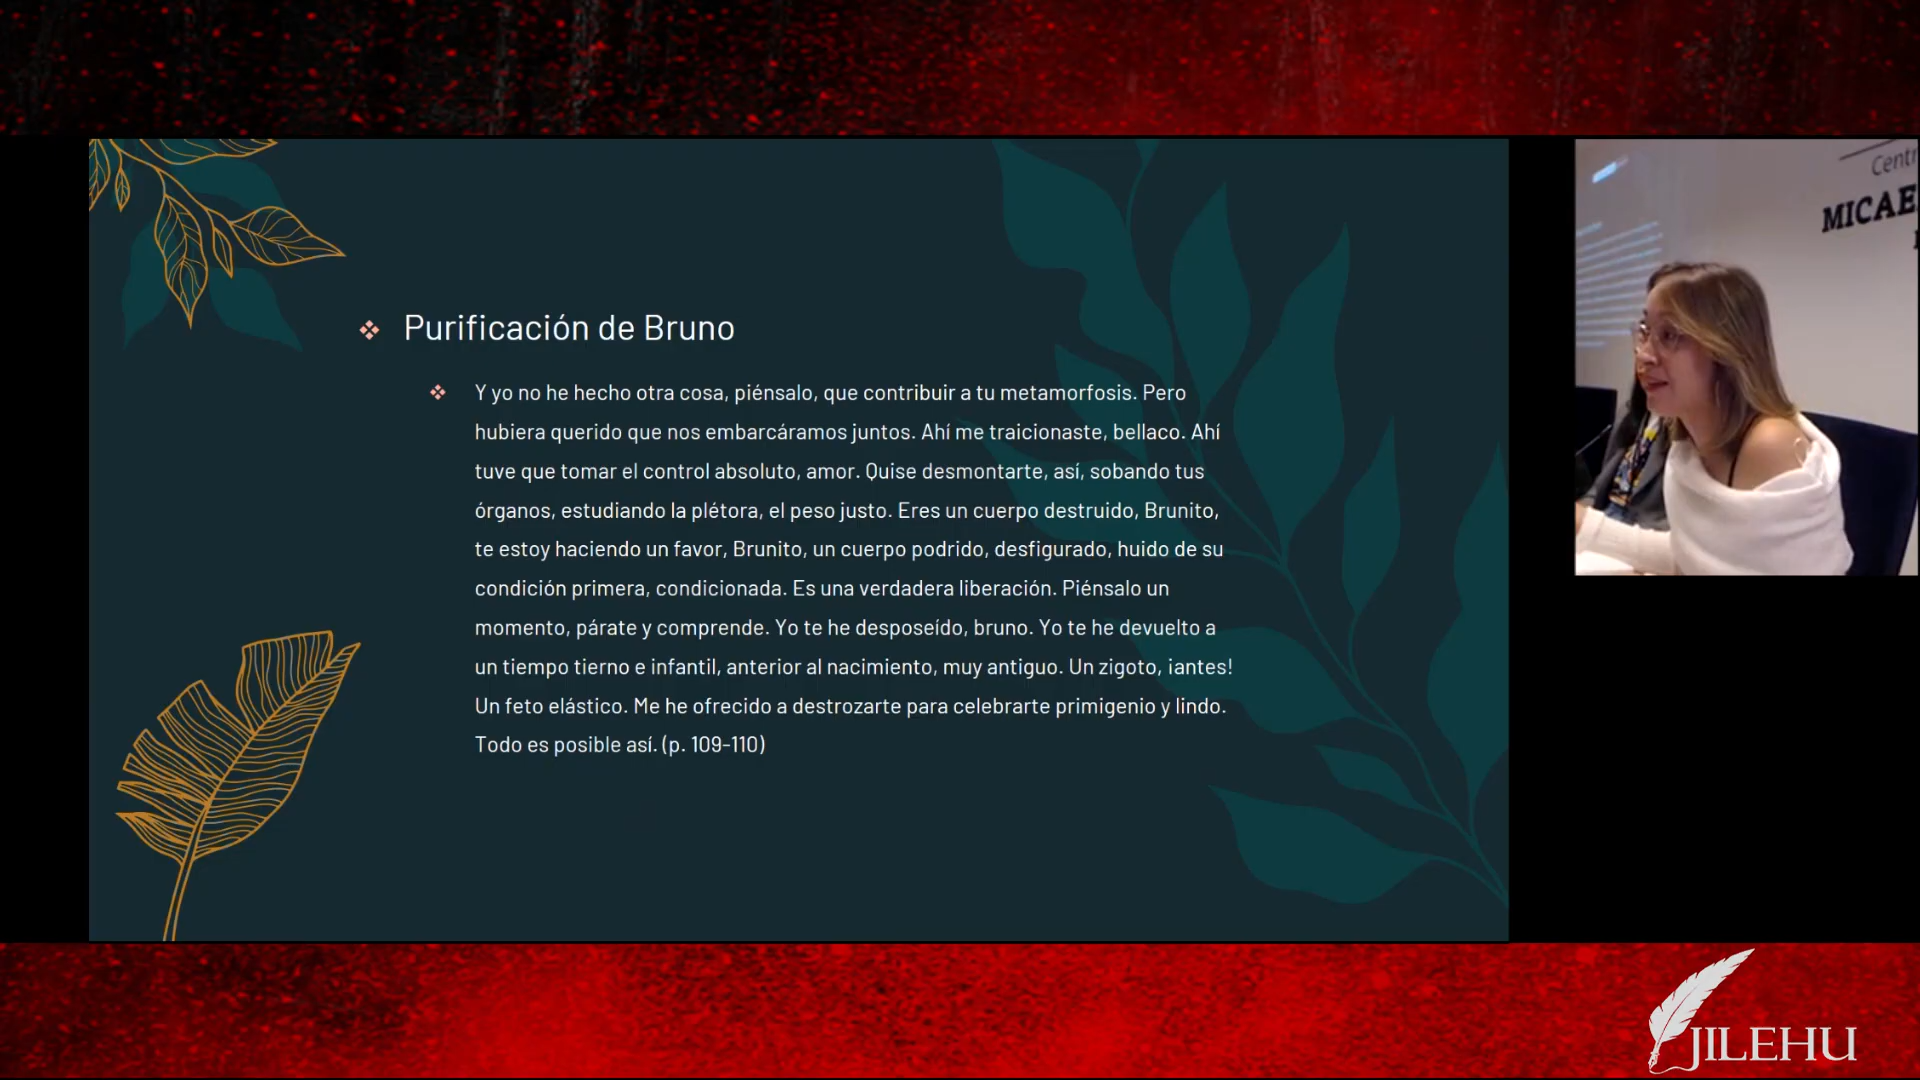 Purificación de Bruno
Y yo no he hecho otra cosa, piénsalo, que contribuir a tu metamorfosis. Pero
hubiera querido que nos embarcáramos juntos. Ahí me traicionaste, bellaco. Ahí
tuve que tomar el control absoluto, amor. Quise desmontarte, así, sobando tus
órganos, estudiando la plétora, el peso justo. Eres un cuerpo destruido, Brunito,
te estoy haciendo un favor, Brunito, un cuerpo podrido, desfigurado, huido de su
condición primera, condicionada. Es una verdadera liberación. Piénsalo un
momento, párate y comprende. Yo te he desposeído, bruno. Yo te he devuelto a
un tiempo tierno e infantil, anterior al nacimiento, muy antiguo. Un zigoto, ¡antes!
Un feto elástico. Me he ofrecido a destrozarte para celebrarte primigenio y lindo.
Todo es posible así. (p. 109-110)
Centr
MICAE
JILEHU